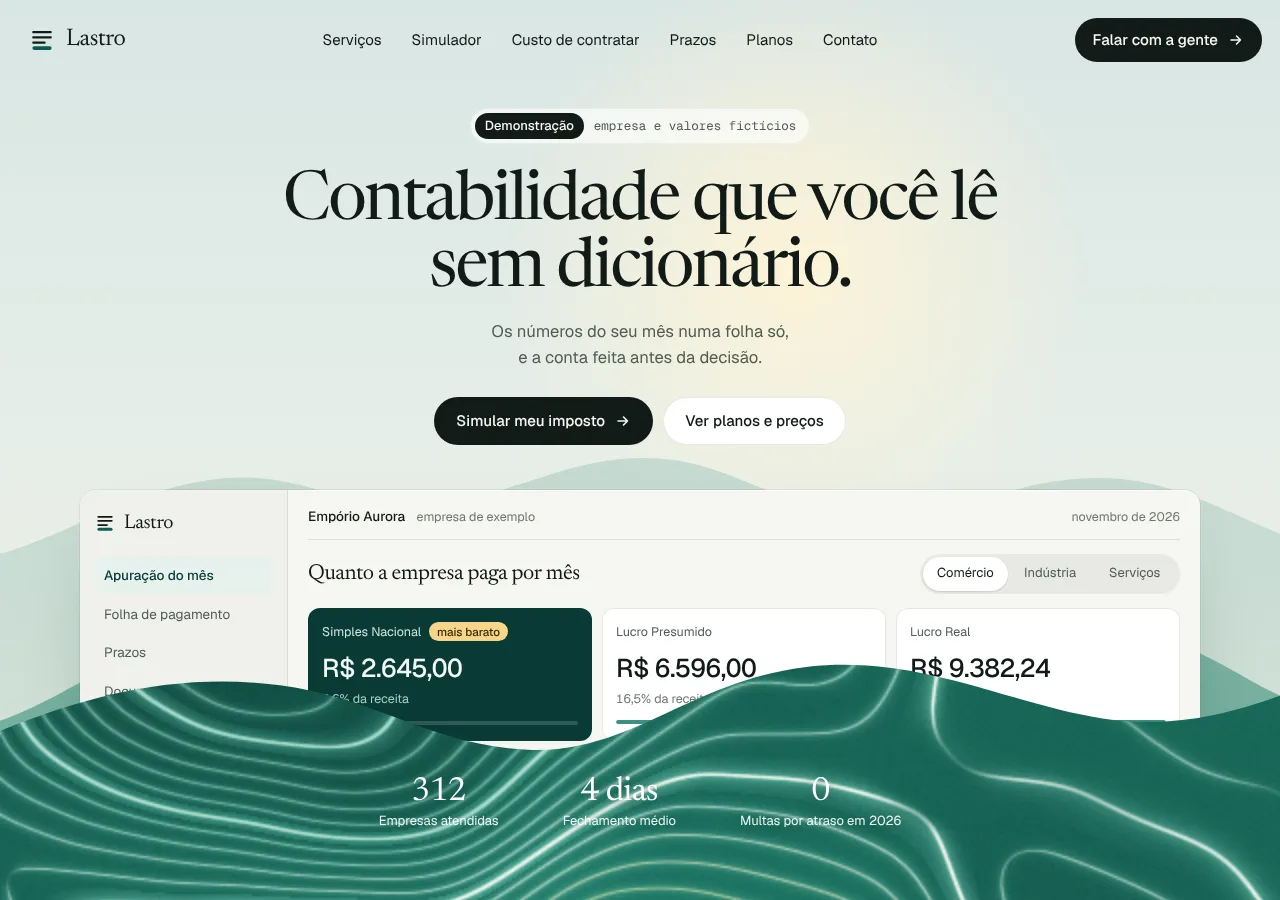 Lastro
Serviços
Simulador
Custo de contratar
Prazos
Planos
Contato
Falar com a gente
Demonstração empresa e valores fictícios
Contabilidade que você lê
sem dicionário.
Os números do seu mês numa folha só,
e a conta feita antes da decisão.
Simular meu imposto
Ver planos e preços
Lastro
Apuração do mês
Folha de pagamento
Prazos
Empório Aurora empresa de exemplo
novembro de 2026
Quanto a empresa paga por mês
Comércio
Indústria
Serviços
Simples Nacional mais barato
R$ 2.645,00
da receita
Lucro Presumido
R$ 6.596,00
16,5% da
Lucro Real
R$ 9.382,24
312
Empresas atendidas
4 dias
Fechamento médio
0
Multas por atraso em 2026